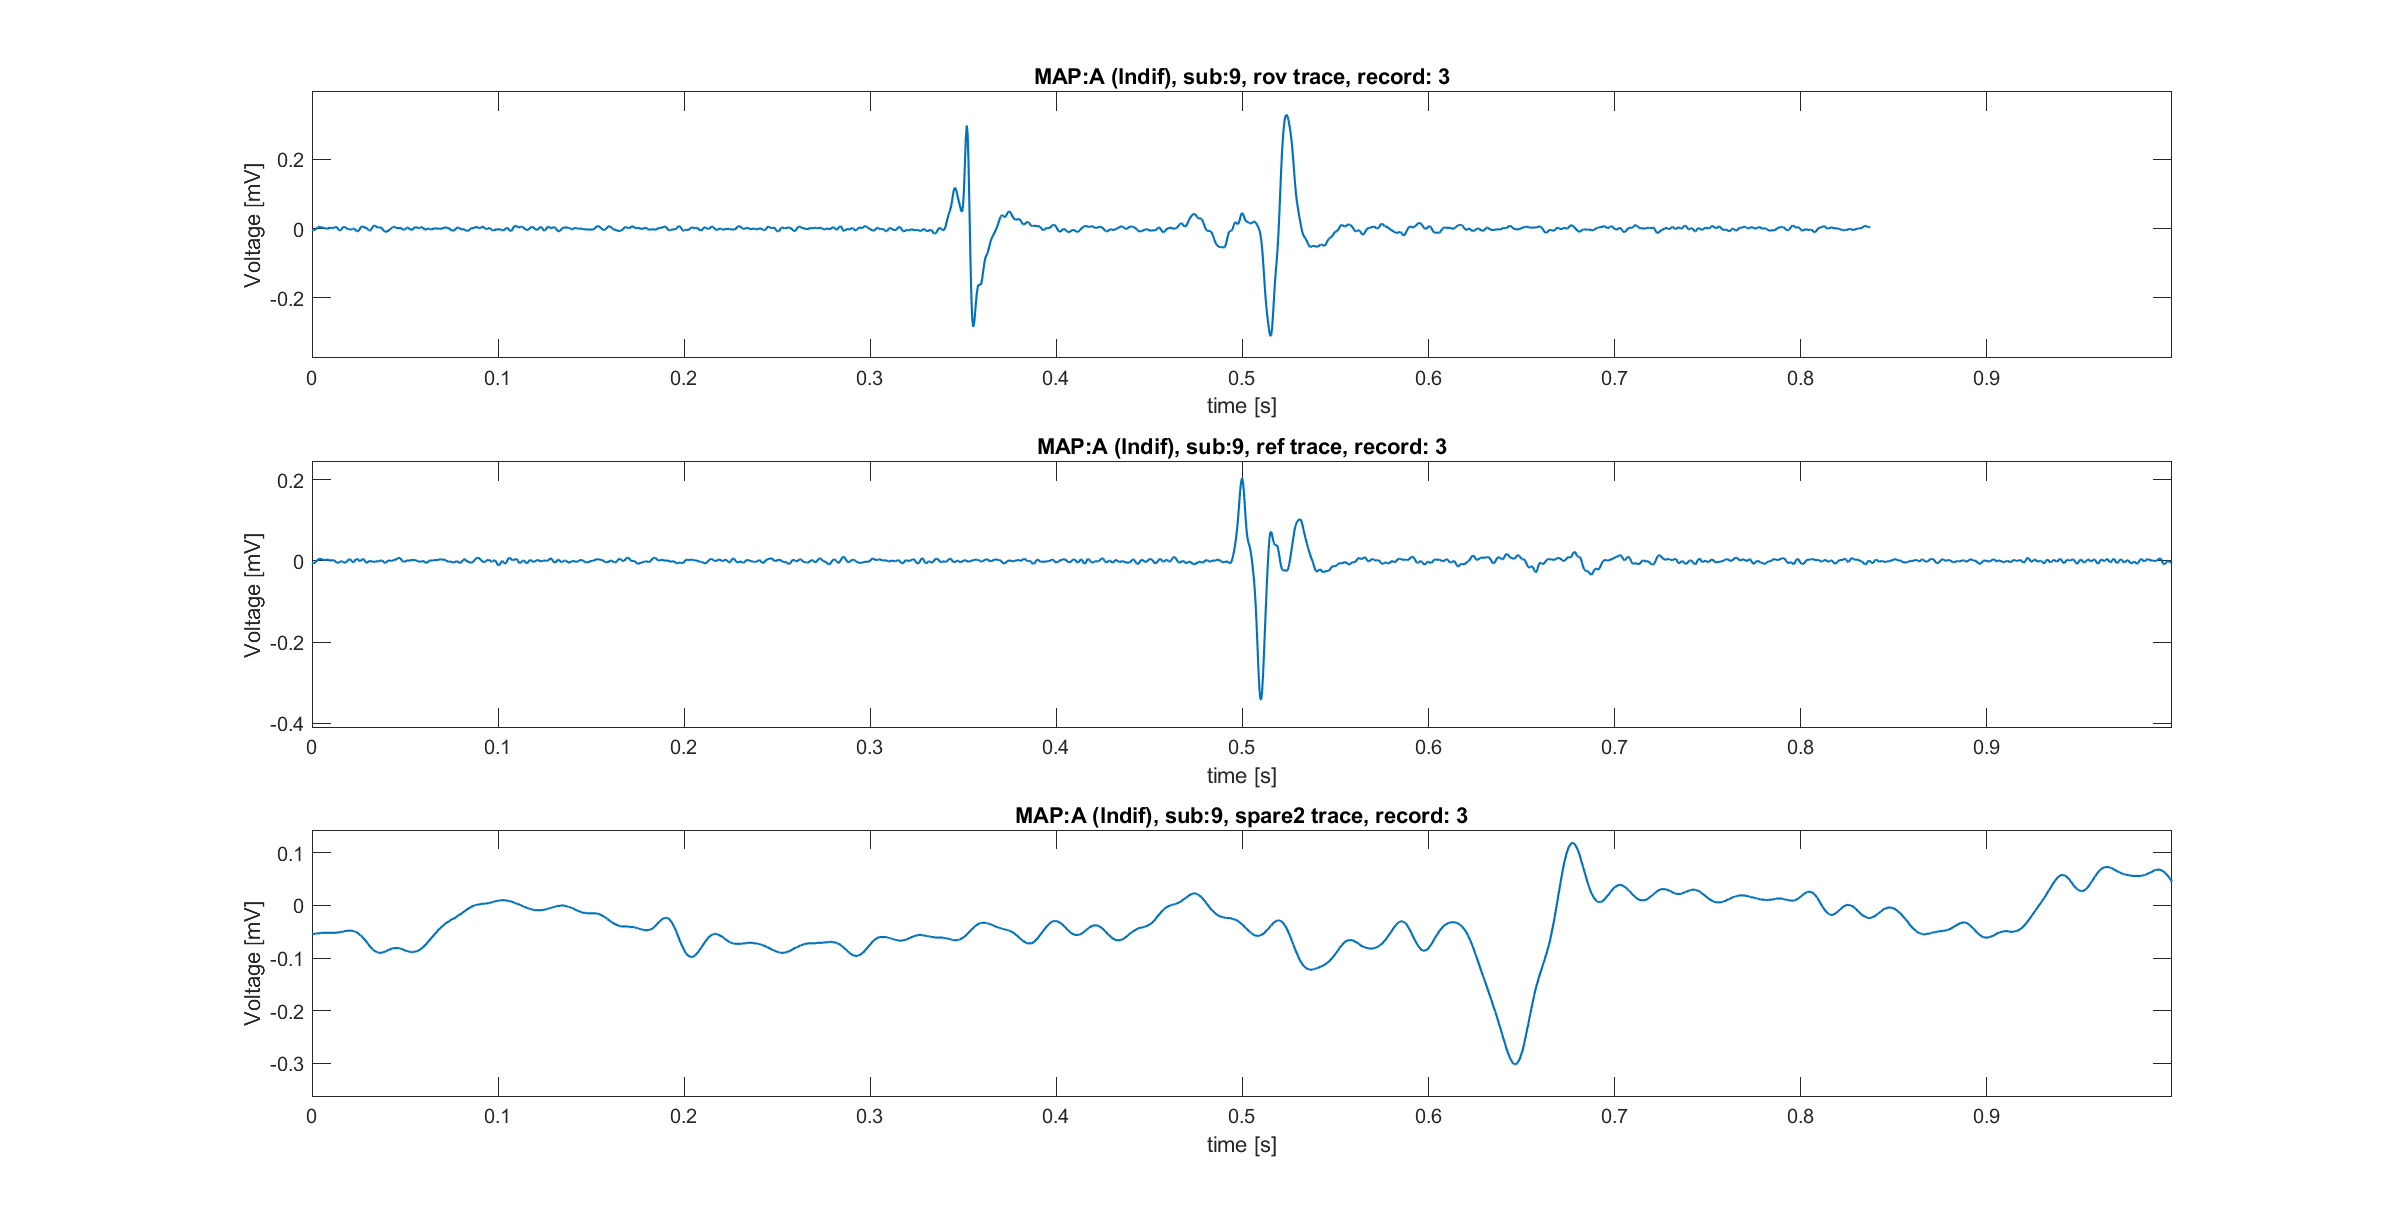 MAP:A (Indif), sub:9, rov trace, record: 3
Voltage [mV]
0.2
0
-0.2
0 0.1 0.2 0.3 0.4 0.5 0.6 0.7 0.8 0.9
time [s]
MAP:A (Indif), sub:9, ref trace, record: 3
Voltage [mV]
0.2
0
-0.2
-0.4
0 0.1 0.2 0.3 0.4 0.5 0.6 0.7 0.8 0.9
time [s]
MAP:A (Indif), sub:9, spare2 trace, record: 3
Voltage [mV]
0.1
0
-0.1
-0.2
-0.3
0 0.1 0.2 0.3 0.4 0.5 0.6 0.7 0.8 0.9
time [s]